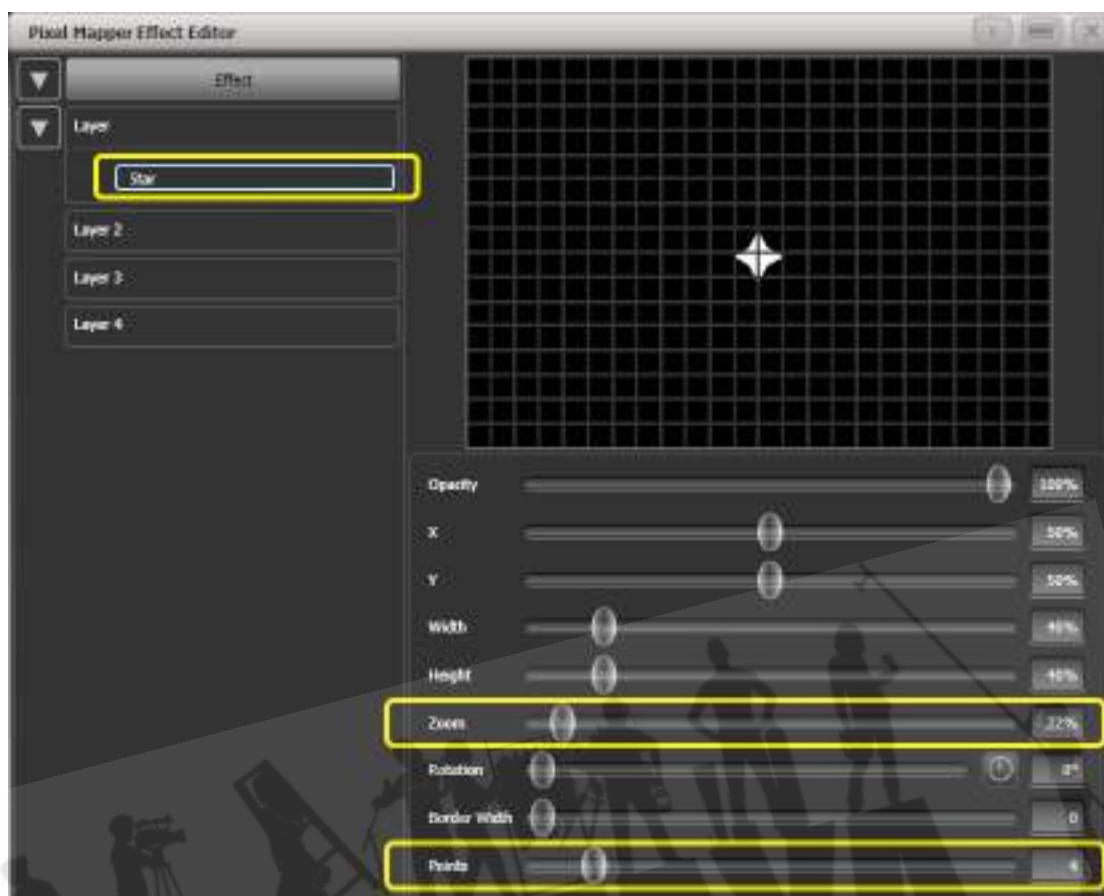 Pixel Mapper Effect Editor
Effect
Layer
Star
Layer 2
Layer 3
Layer 4
Opacity 100%
X 50%
Y 50%
Width 40%
Height 40%
Zoom 22%
Rotation 0°
Border Width 0
Points 4